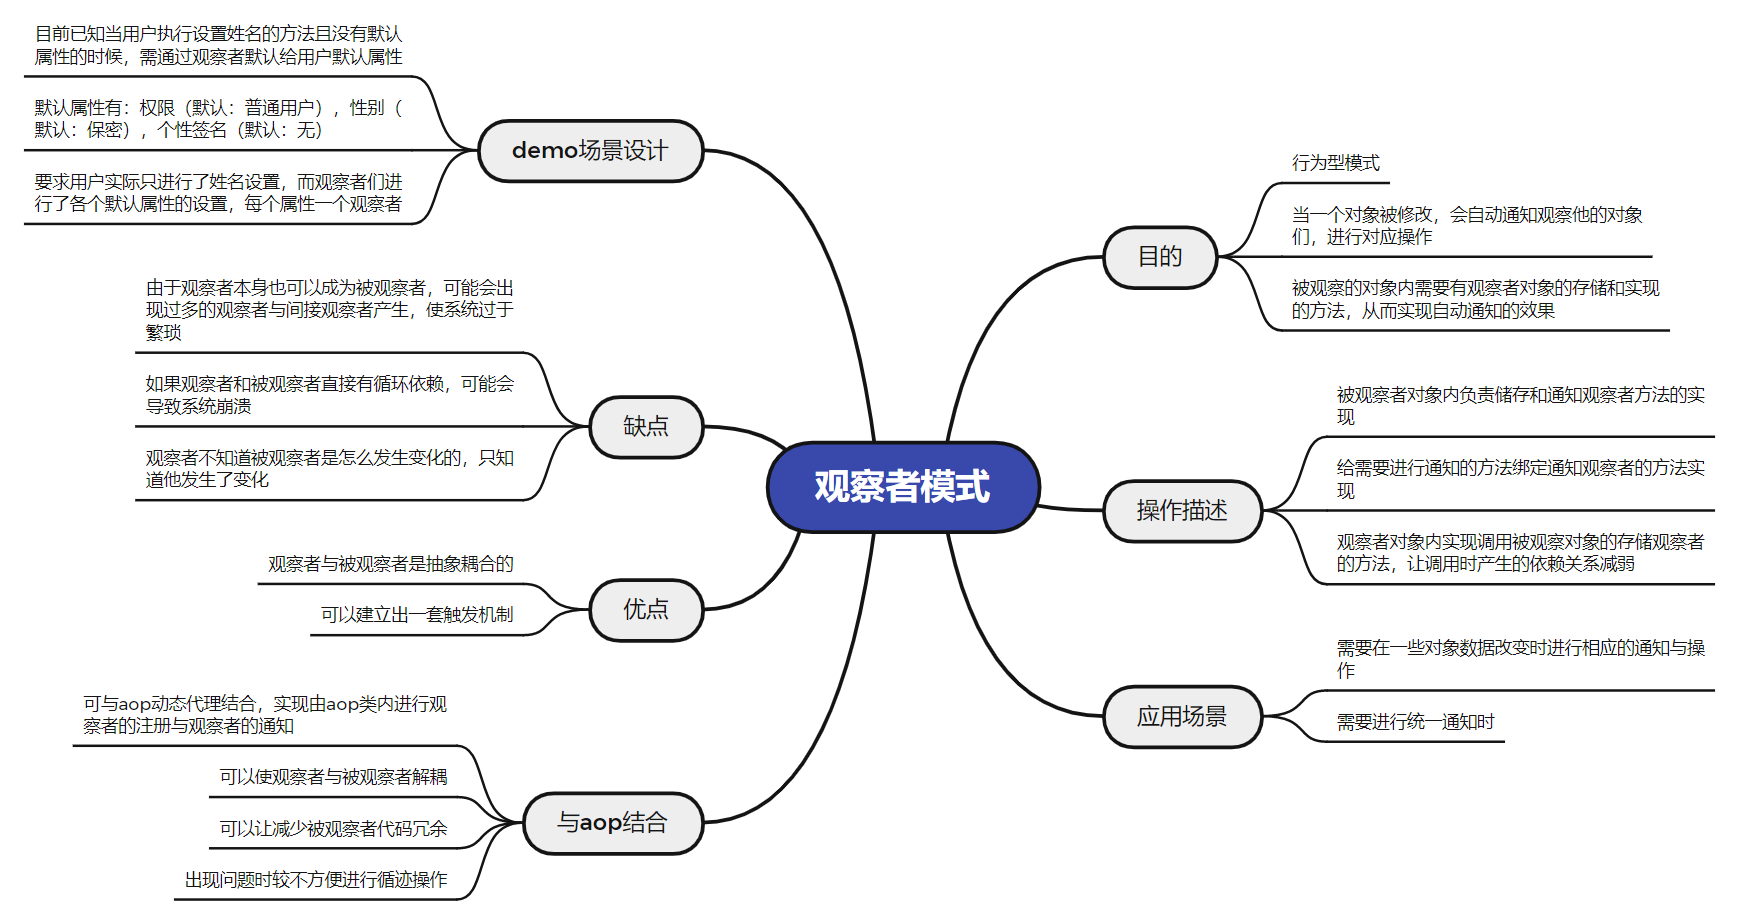 观察者模式
目的
行为型模式
当一个对象被修改，会自动通知观察他的对象
们，进行对应操作
被观察的对象内需要有观察者对象的存储和实现
的方法，从而实现自动通知的效果
操作描述
被观察者对象内负责储存和通知观察者方法的实
现
给需要进行通知的方法绑定通知观察者的方法实
现
观察者对象内实现调用被观察对象的存储观察者
的方法，让调用时产生的依赖关系减弱
应用场景
需要在一些对象数据改变时进行相应的通知与操
作
需要进行统一通知时
demo场景设计
目前已知当用户执行设置姓名的方法且没有默认
属性的时候，需通过观察者默认给用户默认属性
默认属性有：权限（默认：普通用户），性别（
默认：保密），个性签名（默认：无）
要求用户实际只进行了姓名设置，而观察者们进
行了各个默认属性的设置，每个属性一个观察者
缺点
由于观察者本身也可以成为被观察者，可能会出
现过多的观察者与间接观察者产生，使系统过于
繁琐
如果观察者和被观察者直接有循环依赖，可能会
导致系统崩溃
观察者不知道被观察者是怎么发生变化的，只知
道他发生了变化
优点
观察者与被观察者是抽象耦合的
可以建立出一套触发机制
与aop结合
可与aop动态代理结合，实现由aop类内进行观
察者的注册与观察者的通知
可以使观察者与被观察者解耦
可以让减少被观察者代码冗余
出现问题时较不方便进行循迹操作